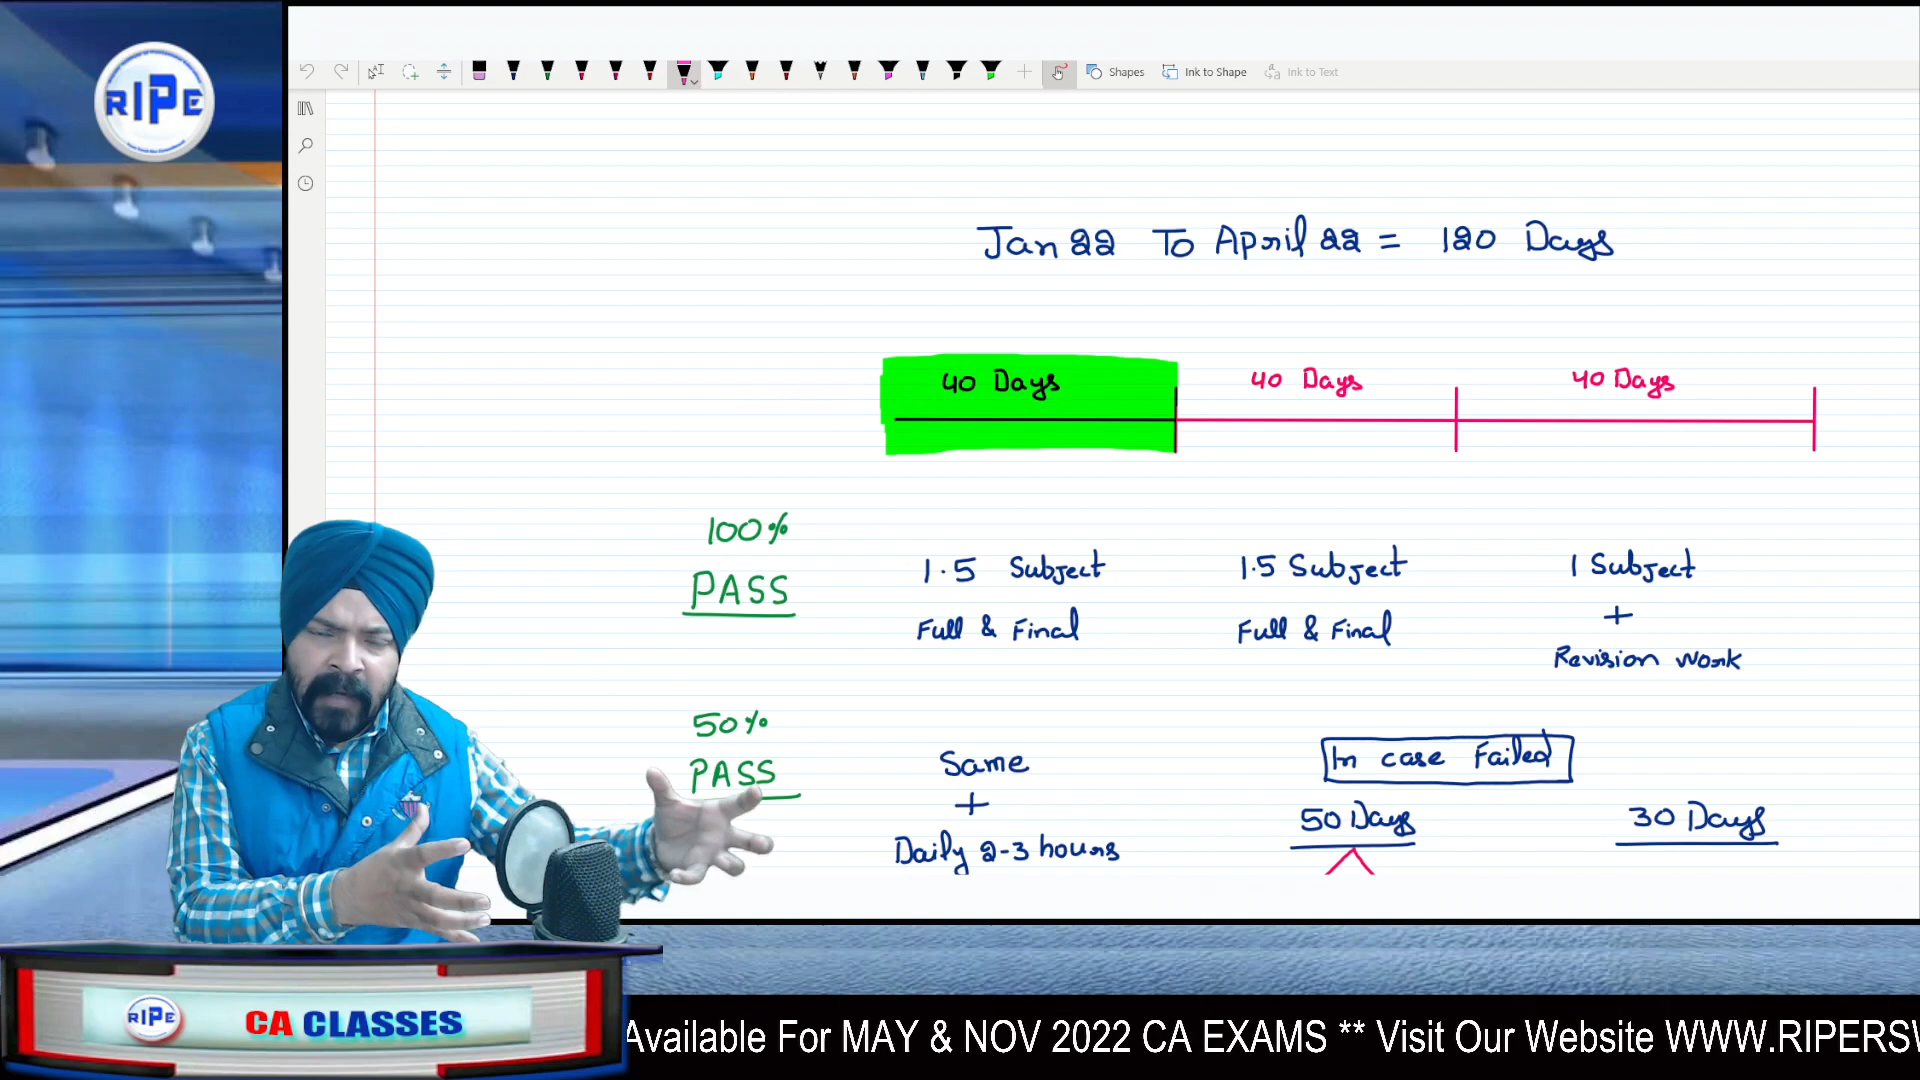 RIPE
Shapes
Ink to Shape
Ink to Text
Jan 22 To April 22 = 120 Days
40 Days
40 Days
40 Days
100%
PASS
1.5 Subject
Full & Final
1.5 Subject
Full & Final
1 Subject
+
Revision work
50%
PASS
Same
+
Daily 2-3 hours
In case Failed
50 Days
30 Days
RIPE
CA CLASSES
Available For MAY & NOV 2022 CA EXAMS ** Visit Our Website WWW.RIPERSW